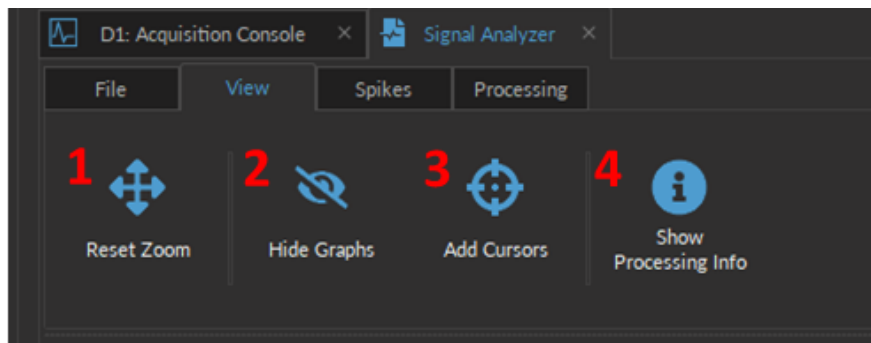 D1: Acquisition Console
Signal Analyzer
File
View
Spikes
Processing
1
2
3
4
Reset Zoom
Hide Graphs
Add Cursors
Show
Processing Info